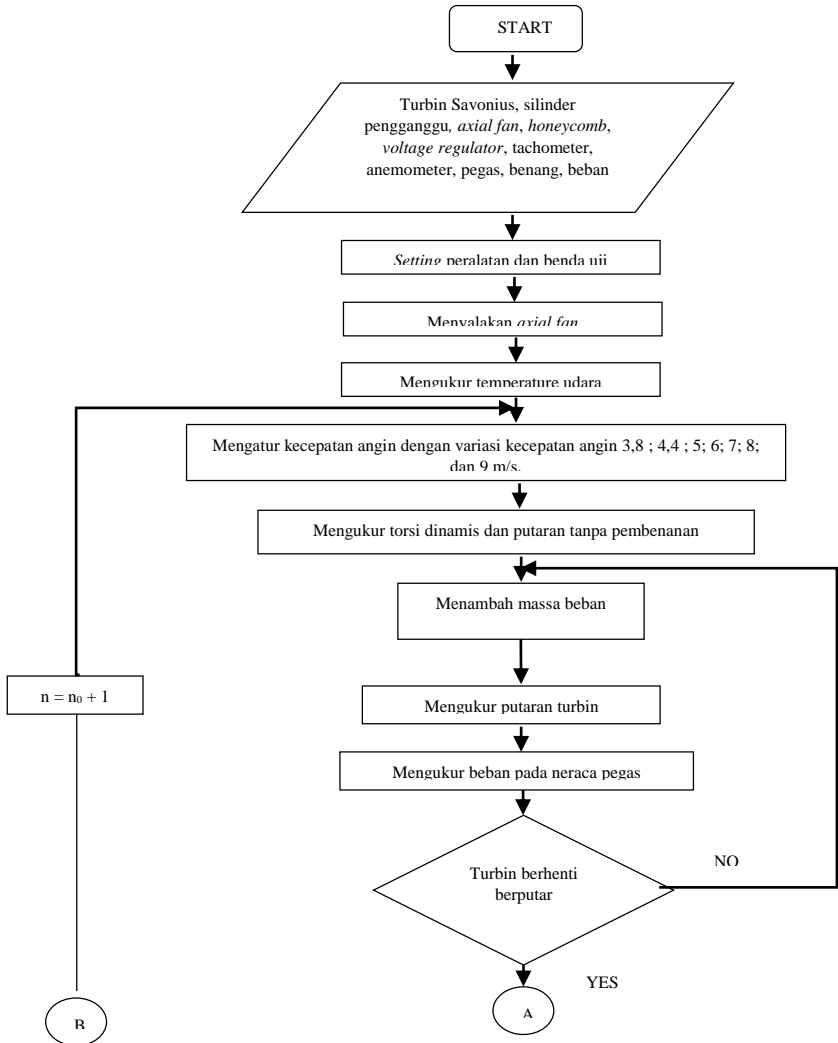 START
Turbin Savonius, silinder
pengganggu, axial fan, honeycomb,
voltage regulator, tachometer,
anemometer, pegas, benang, beban
Setting peralatan dan benda uji
Menyalakan axial fan
Mengukur temperature udara
Mengatur kecepatan angin dengan variasi kecepatan angin 3,8 ; 4,4 ; 5; 6; 7; 8;
dan 9 m/s.
Mengukur torsi dinamis dan putaran tanpa pembenanan
Menambah massa beban
n = n₀ + 1
Mengukur putaran turbin
Mengukur beban pada neraca pegas
Turbin berhenti
berputar
NO
YES
A
B